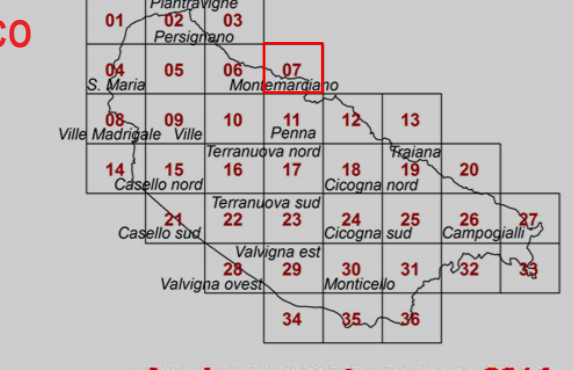 CO
Piantravigne
01 02 03
Persignano
04 05 06 07
S. Maria Montemarciano
08 09 10 11 12 13
Ville Madrigale Ville Penna
Terranuova nord Traiana
14 15 16 17 18 19 20
Casello nord Cicogna nord
Terranuova sud
21 22 23 24 25 26 27
Casello sud Cicogna sud Campogialli
Valvigna est
28 29 30 31 32 33
Valvigna ovest Monticello
34 35 36